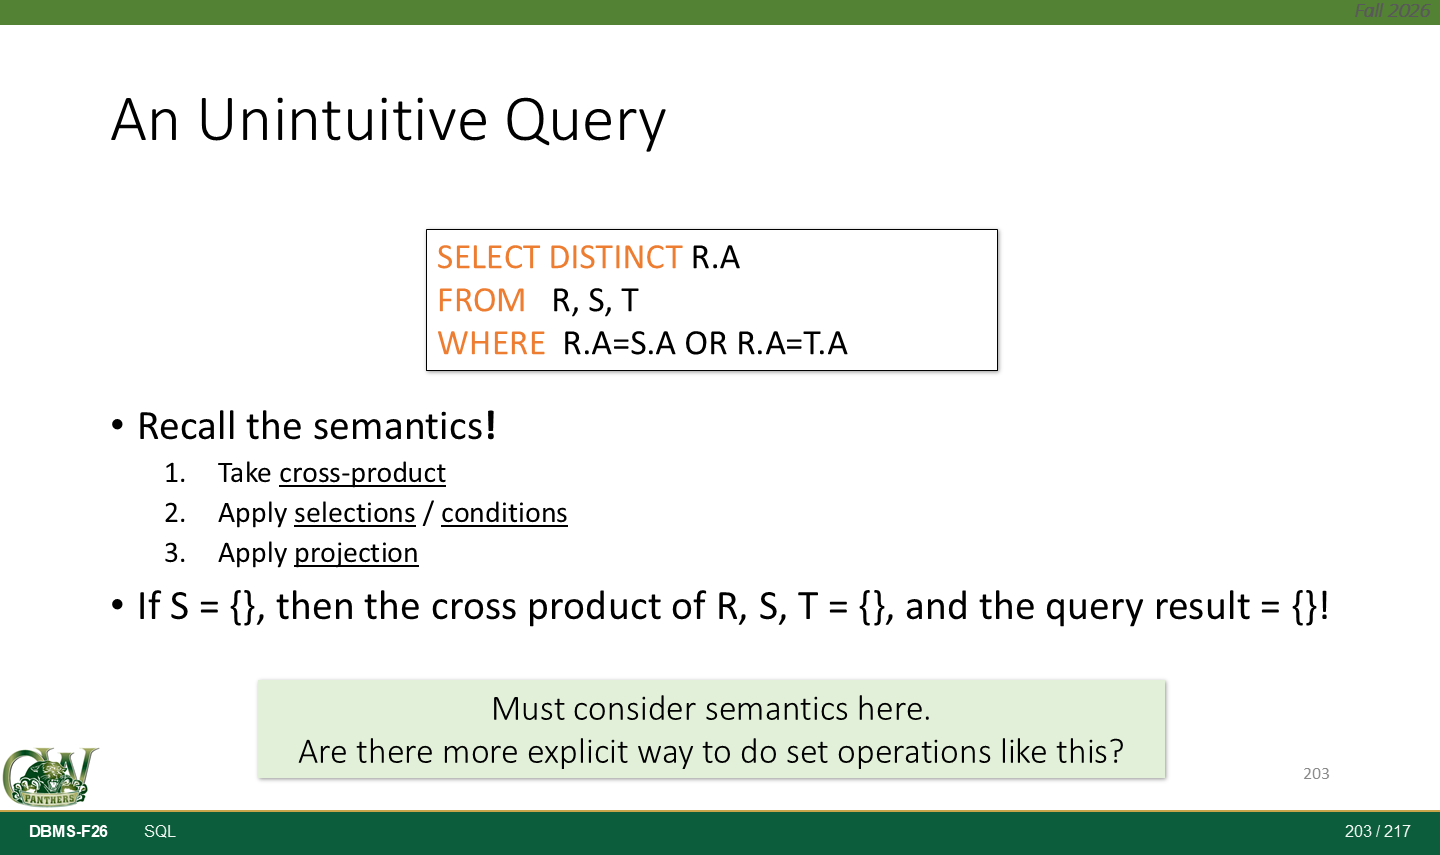 Fall 2026
An Unintuitive Query
SELECT DISTINCT R.A
FROM R, S, T
WHERE R.A=S.A OR R.A=T.A
• Recall the semantics!
1. Take cross-product
2. Apply selections / conditions
3. Apply projection
• If S = {}, then the cross product of R, S, T = {}, and the query result = {}!
Must consider semantics here.
Are there more explicit way to do set operations like this?
203
CW
PANTHERS
DBMS-F26 SQL 203 / 217